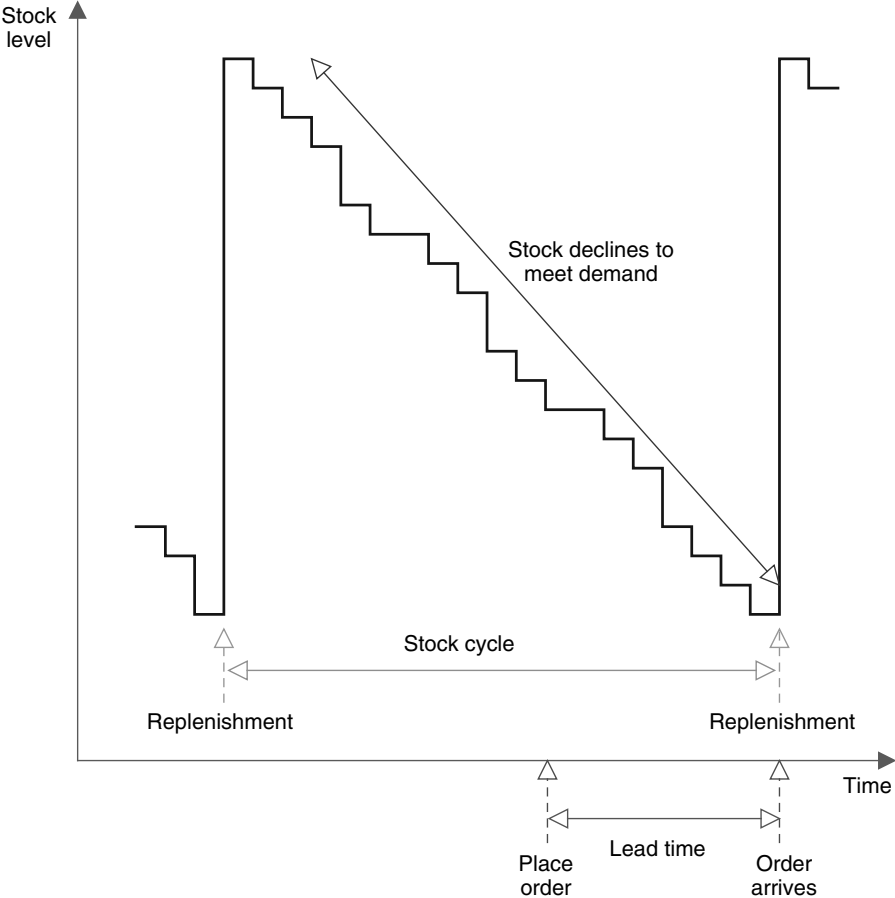 Stock
level
Stock declines to
meet demand
Stock cycle
Replenishment
Replenishment
Time
Lead time
Place
order
Order
arrives